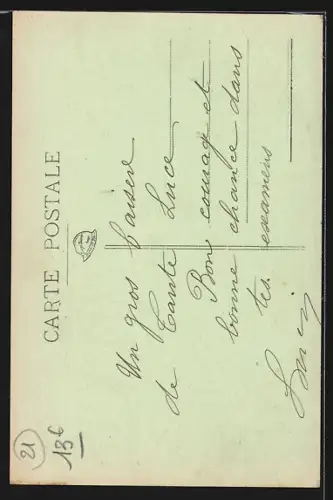 CARTE POSTALE
Un gros baiser
de Tante Luce
Bon courage et
bonne chance dans
tes examens
21
13€